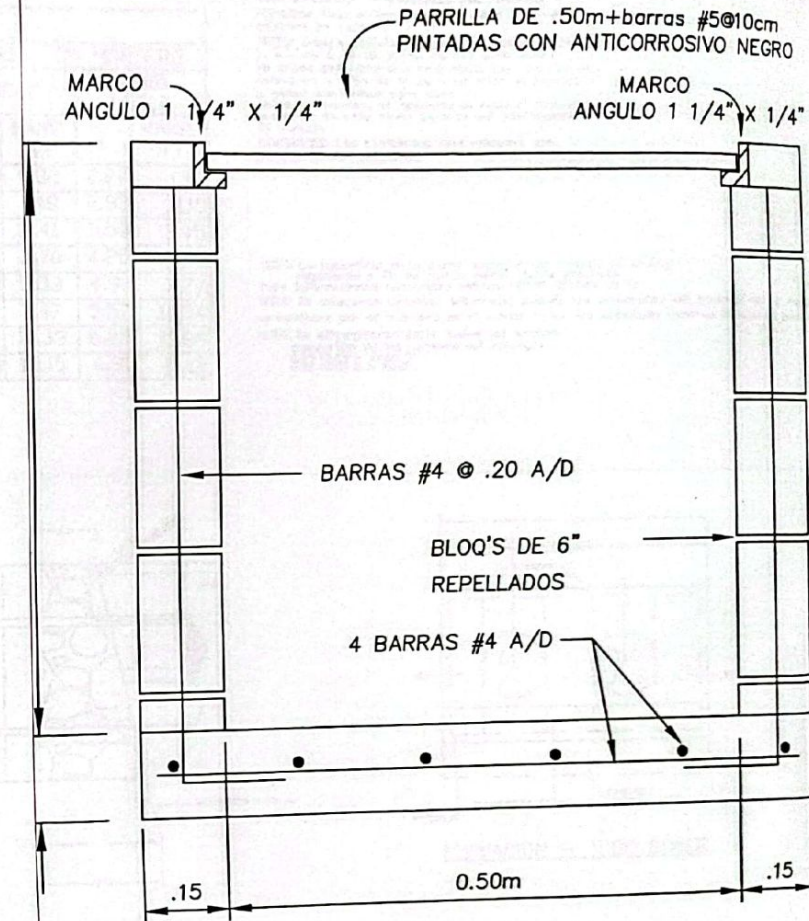 PARRILLA DE .50m+barras #5@10cm
PINTADAS CON ANTICORROSIVO NEGRO
MARCO
ANGULO 1 1/4" X 1/4"
MARCO
ANGULO 1 1/4" X 1/4"
BARRAS #4 @ .20 A/D
BLOQ'S DE 6"
REPELLADOS
4 BARRAS #4 A/D
.15
0.50m
.15